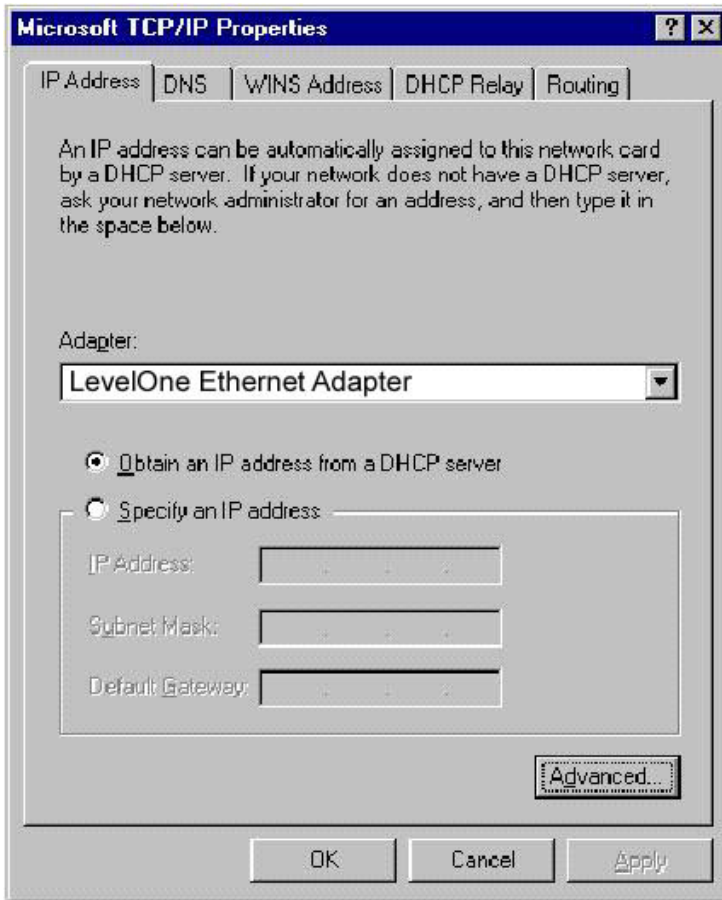 Microsoft TCP/IP Properties
IP Address DNS WINS Address DHCP Relay Routing
An IP address can be automatically assigned to this network card
by a DHCP server. If your network does not have a DHCP server,
ask your network administrator for an address, and then type it in
the space below.
Adapter:
LevelOne Ethernet Adapter
Obtain an IP address from a DHCP server
Specify an IP address
IP Address:
Subnet Mask:
Default Gateway:
Advanced...
OK Cancel Apply